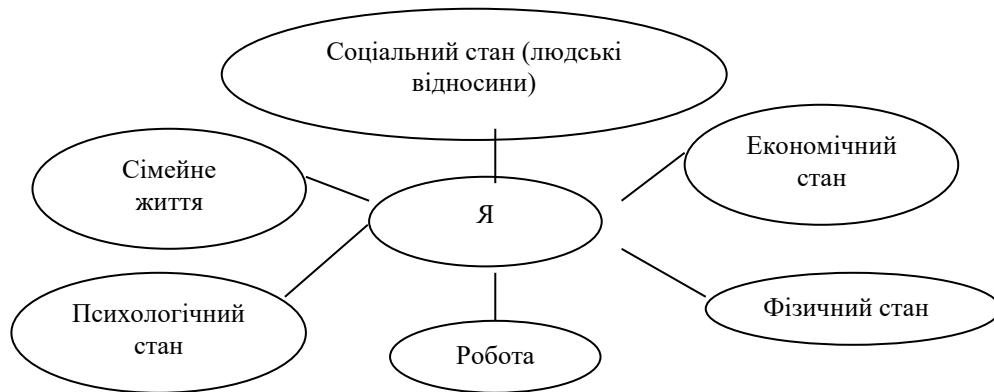 Соціальний стан (людські
відносини)
Економічний
стан
Сімейне
життя
Я
Психологічний
стан
Фізичний стан
Робота